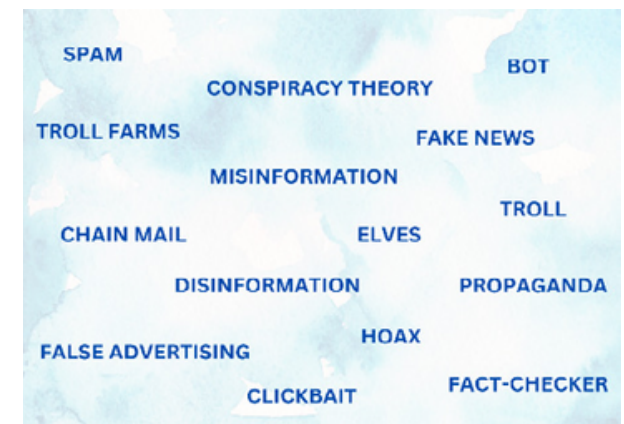 SPAM
BOT
CONSPIRACY THEORY
TROLL FARMS
FAKE NEWS
MISINFORMATION
TROLL
CHAIN MAIL
ELVES
DISINFORMATION
PROPAGANDA
HOAX
FALSE ADVERTISING
FACT-CHECKER
CLICKBAIT